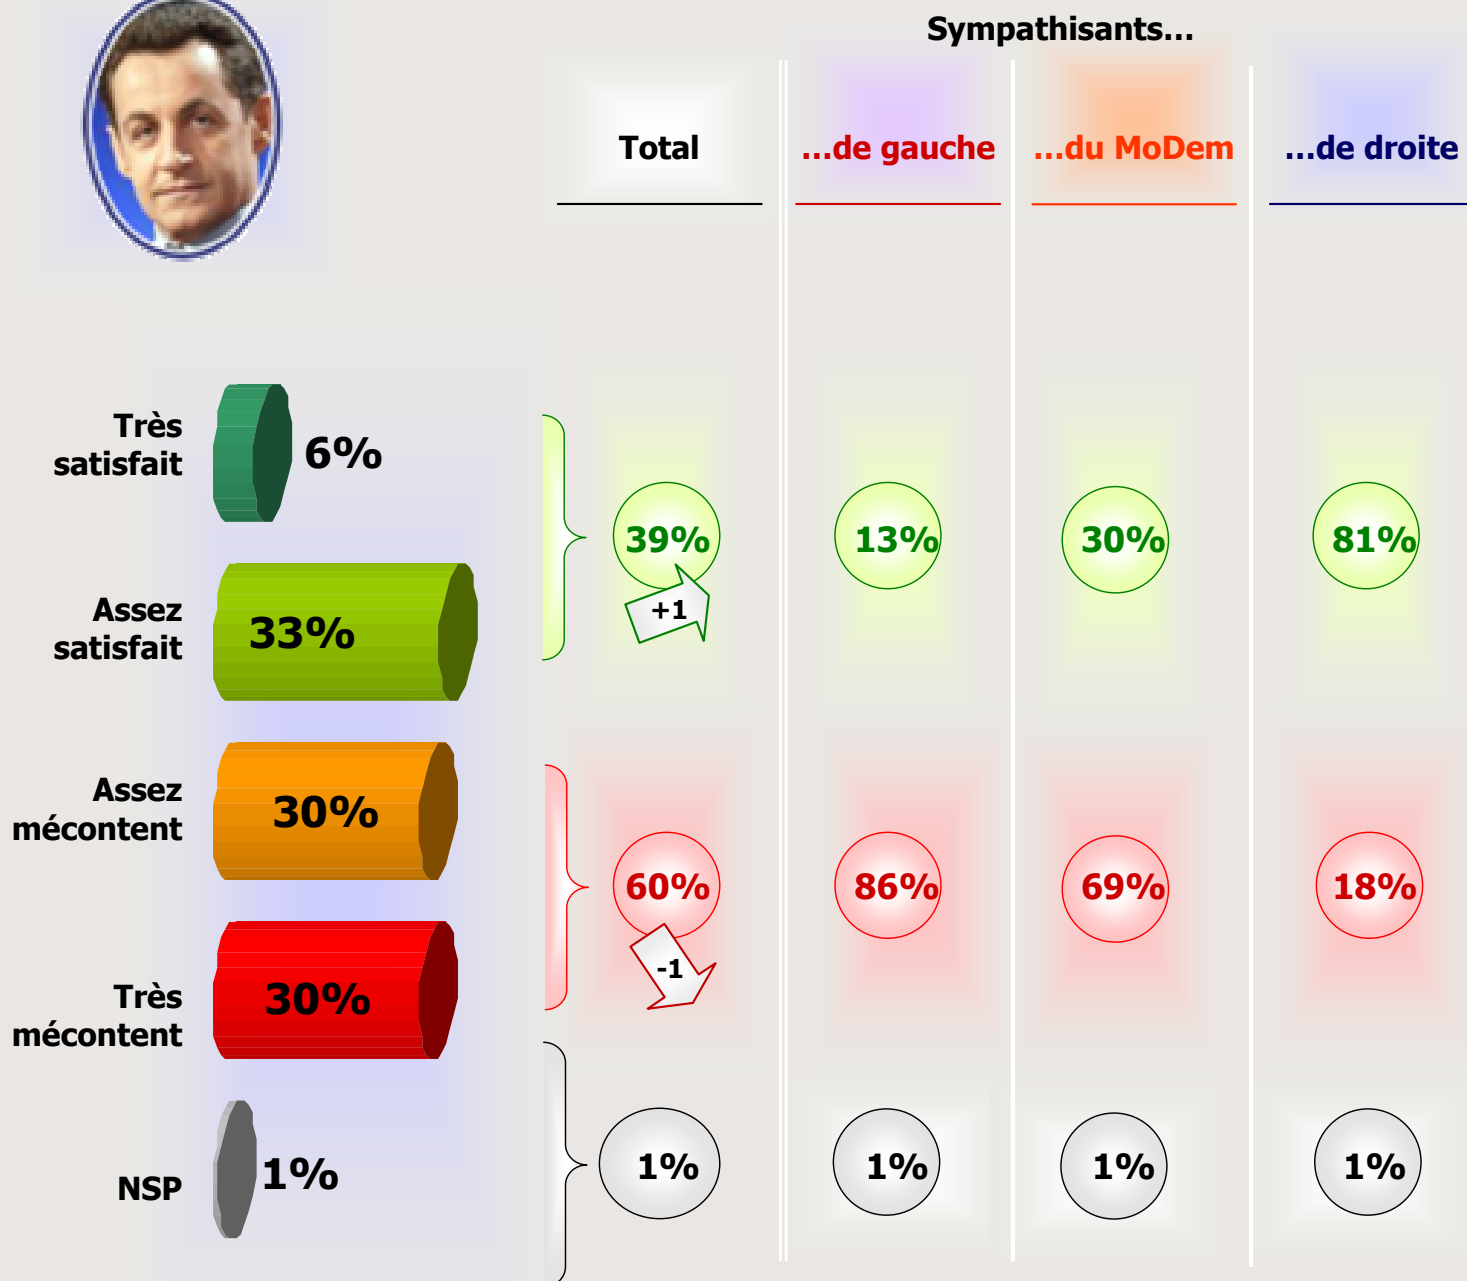 Sympathisants...
Total
...de gauche
...du MoDem
...de droite
Très
satisfait
6%
39%
13%
30%
81%
+1
Assez
satisfait
33%
Assez
mécontent
30%
60%
86%
69%
18%
-1
Très
mécontent
30%
NSP
1%
1%
1%
1%
1%